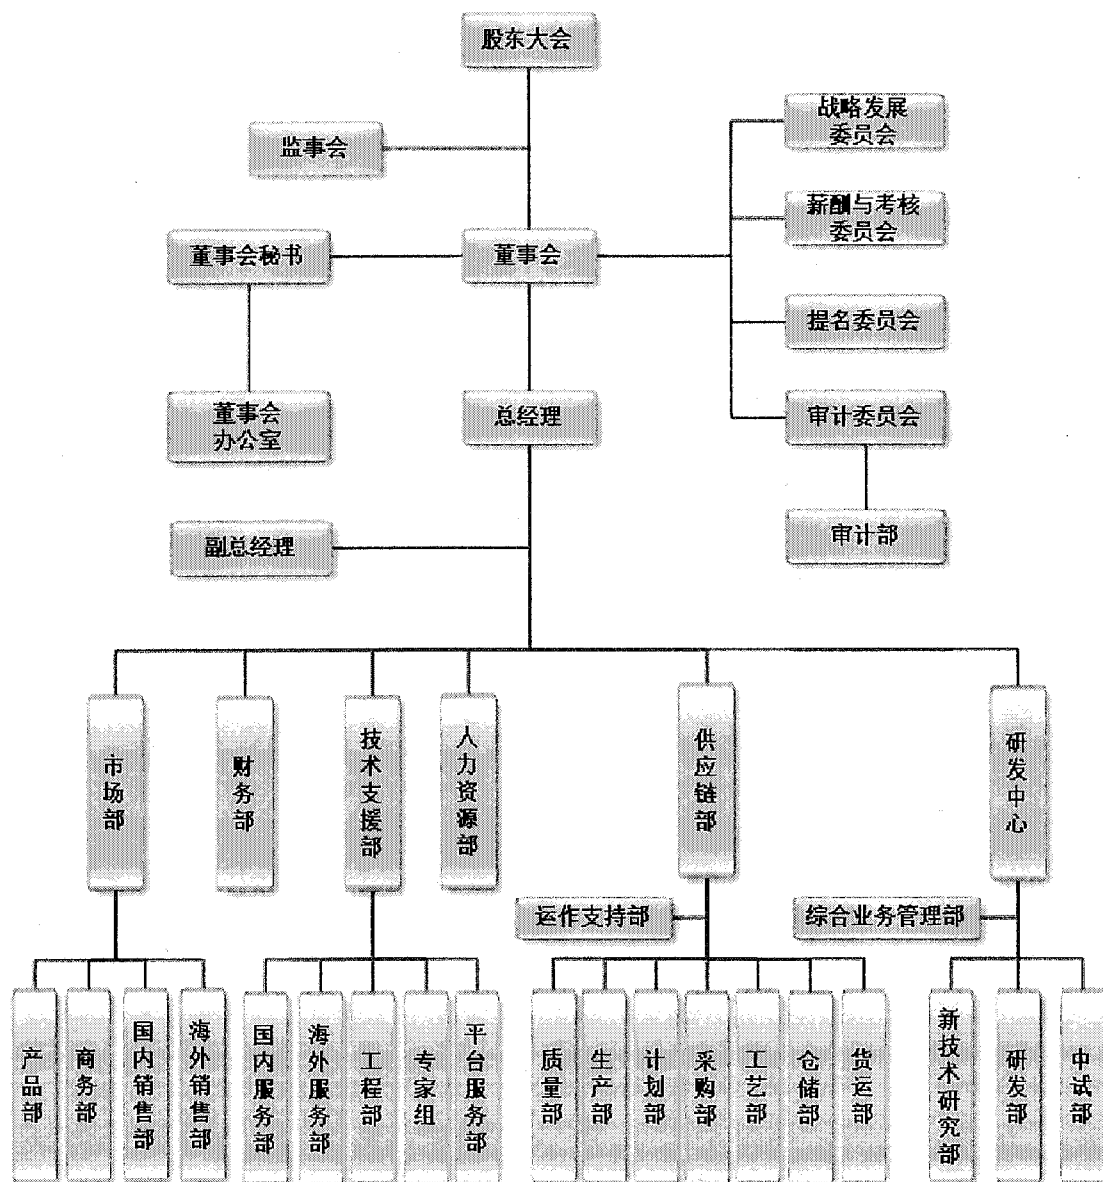 股东大会
监事会
战略发展
委员会
薪酬与考核
委员会
董事会秘书
董事会
提名委员会
董事会
办公室
总经理
审计委员会
副总经理
审计部
市场部
财务部
技术支援部
人力资源部
供应链部
研发中心
运作支持部
综合业务管理部
产品部
商务部
国内销售部
海外销售部
国内服务部
海外服务部
工程部
专家组
平台服务部
质量部
生产部
计划部
采购部
工艺部
仓储部
货运部
新技术研究部
研发部
中试部